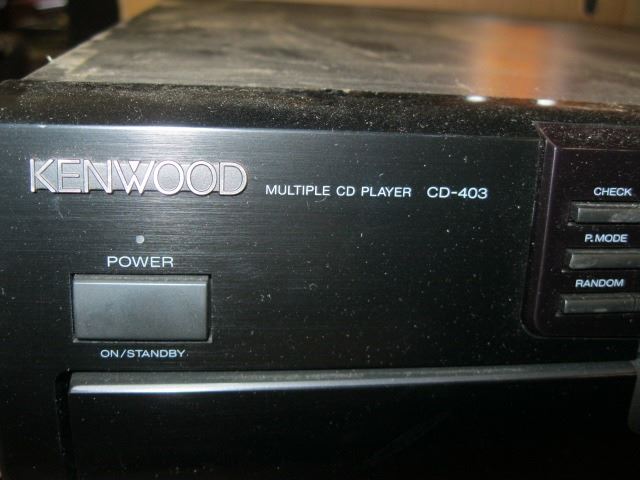 KENWOOD MULTIPLE CD PLAYER CD-403
CHECK
P.MODE
RANDOM
POWER
ON/STANDBY